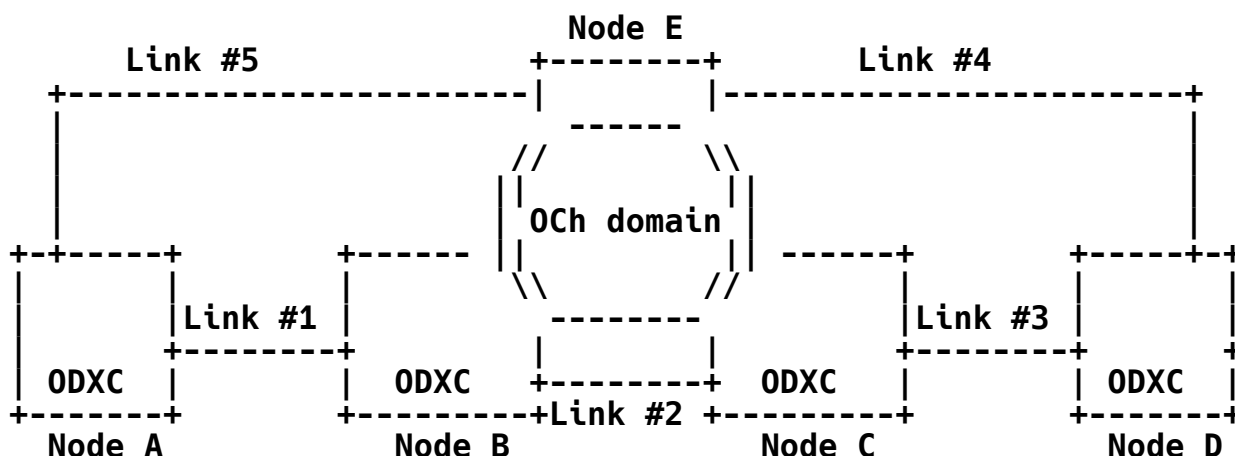 Node E
Link #5 Link #4
OCh domain
Link #1 Link #3
ODXC ODXC ODXC ODXC
Link #2
Node A Node B Node C Node D